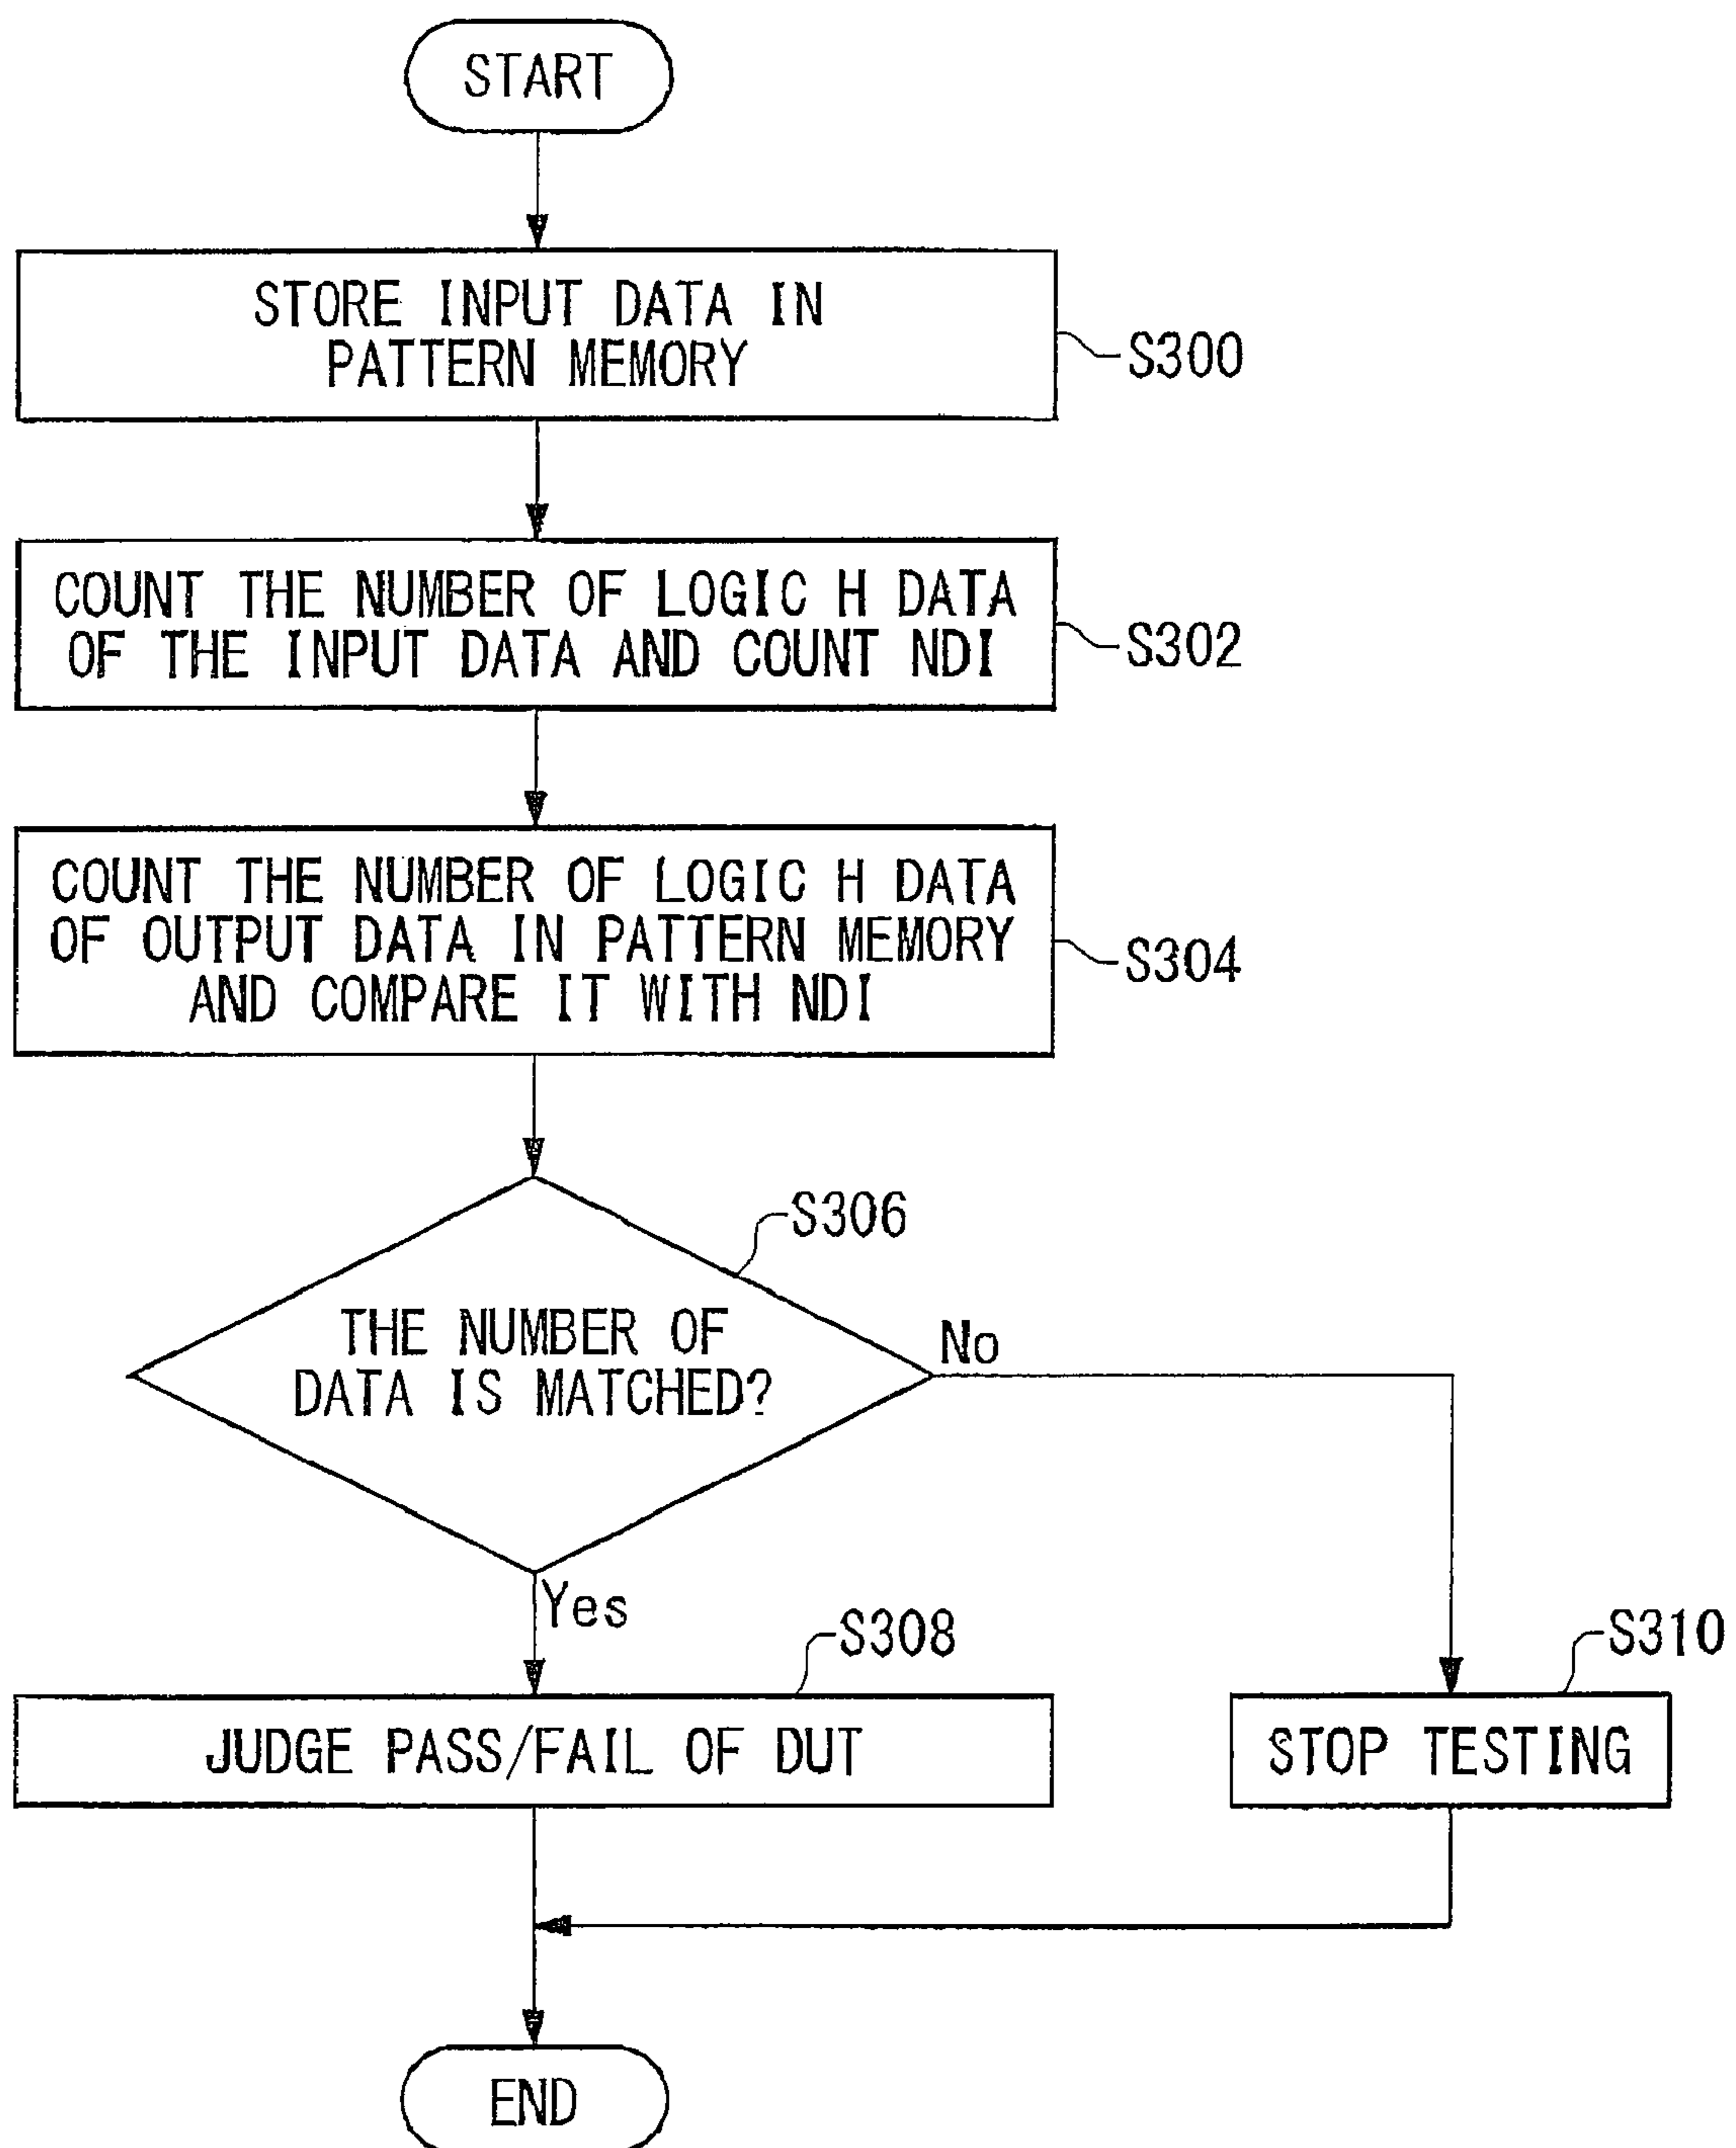 START
STORE INPUT DATA IN
PATTERN MEMORY
S300
COUNT THE NUMBER OF LOGIC H DATA
OF THE INPUT DATA AND COUNT NDI
S302
COUNT THE NUMBER OF LOGIC H DATA
OF OUTPUT DATA IN PATTERN MEMORY
AND COMPARE IT WITH NDI
S304
S306
THE NUMBER OF
DATA IS MATCHED?
No
Yes
S308
S310
JUDGE PASS/FAIL OF DUT
STOP TESTING
END